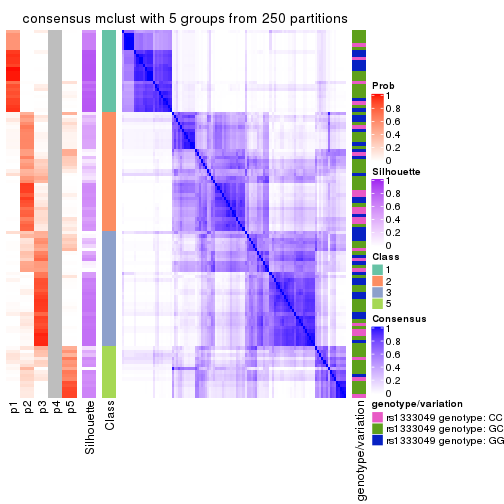 consensus mclust with 5 groups from 250 partitions
Prob
1
0.8
0.6
0.4
0.2
0
Silhouette
1
0.8
0.6
0.4
0.2
0
Class
1
2
3
5
Consensus
1
0.8
0.6
0.4
0.2
0
genotype/variation
rs1333049 genotype: CC
rs1333049 genotype: GC
rs1333049 genotype: GG
p1
p2
p3
p4
p5
Silhouette
Class
genotype/variation